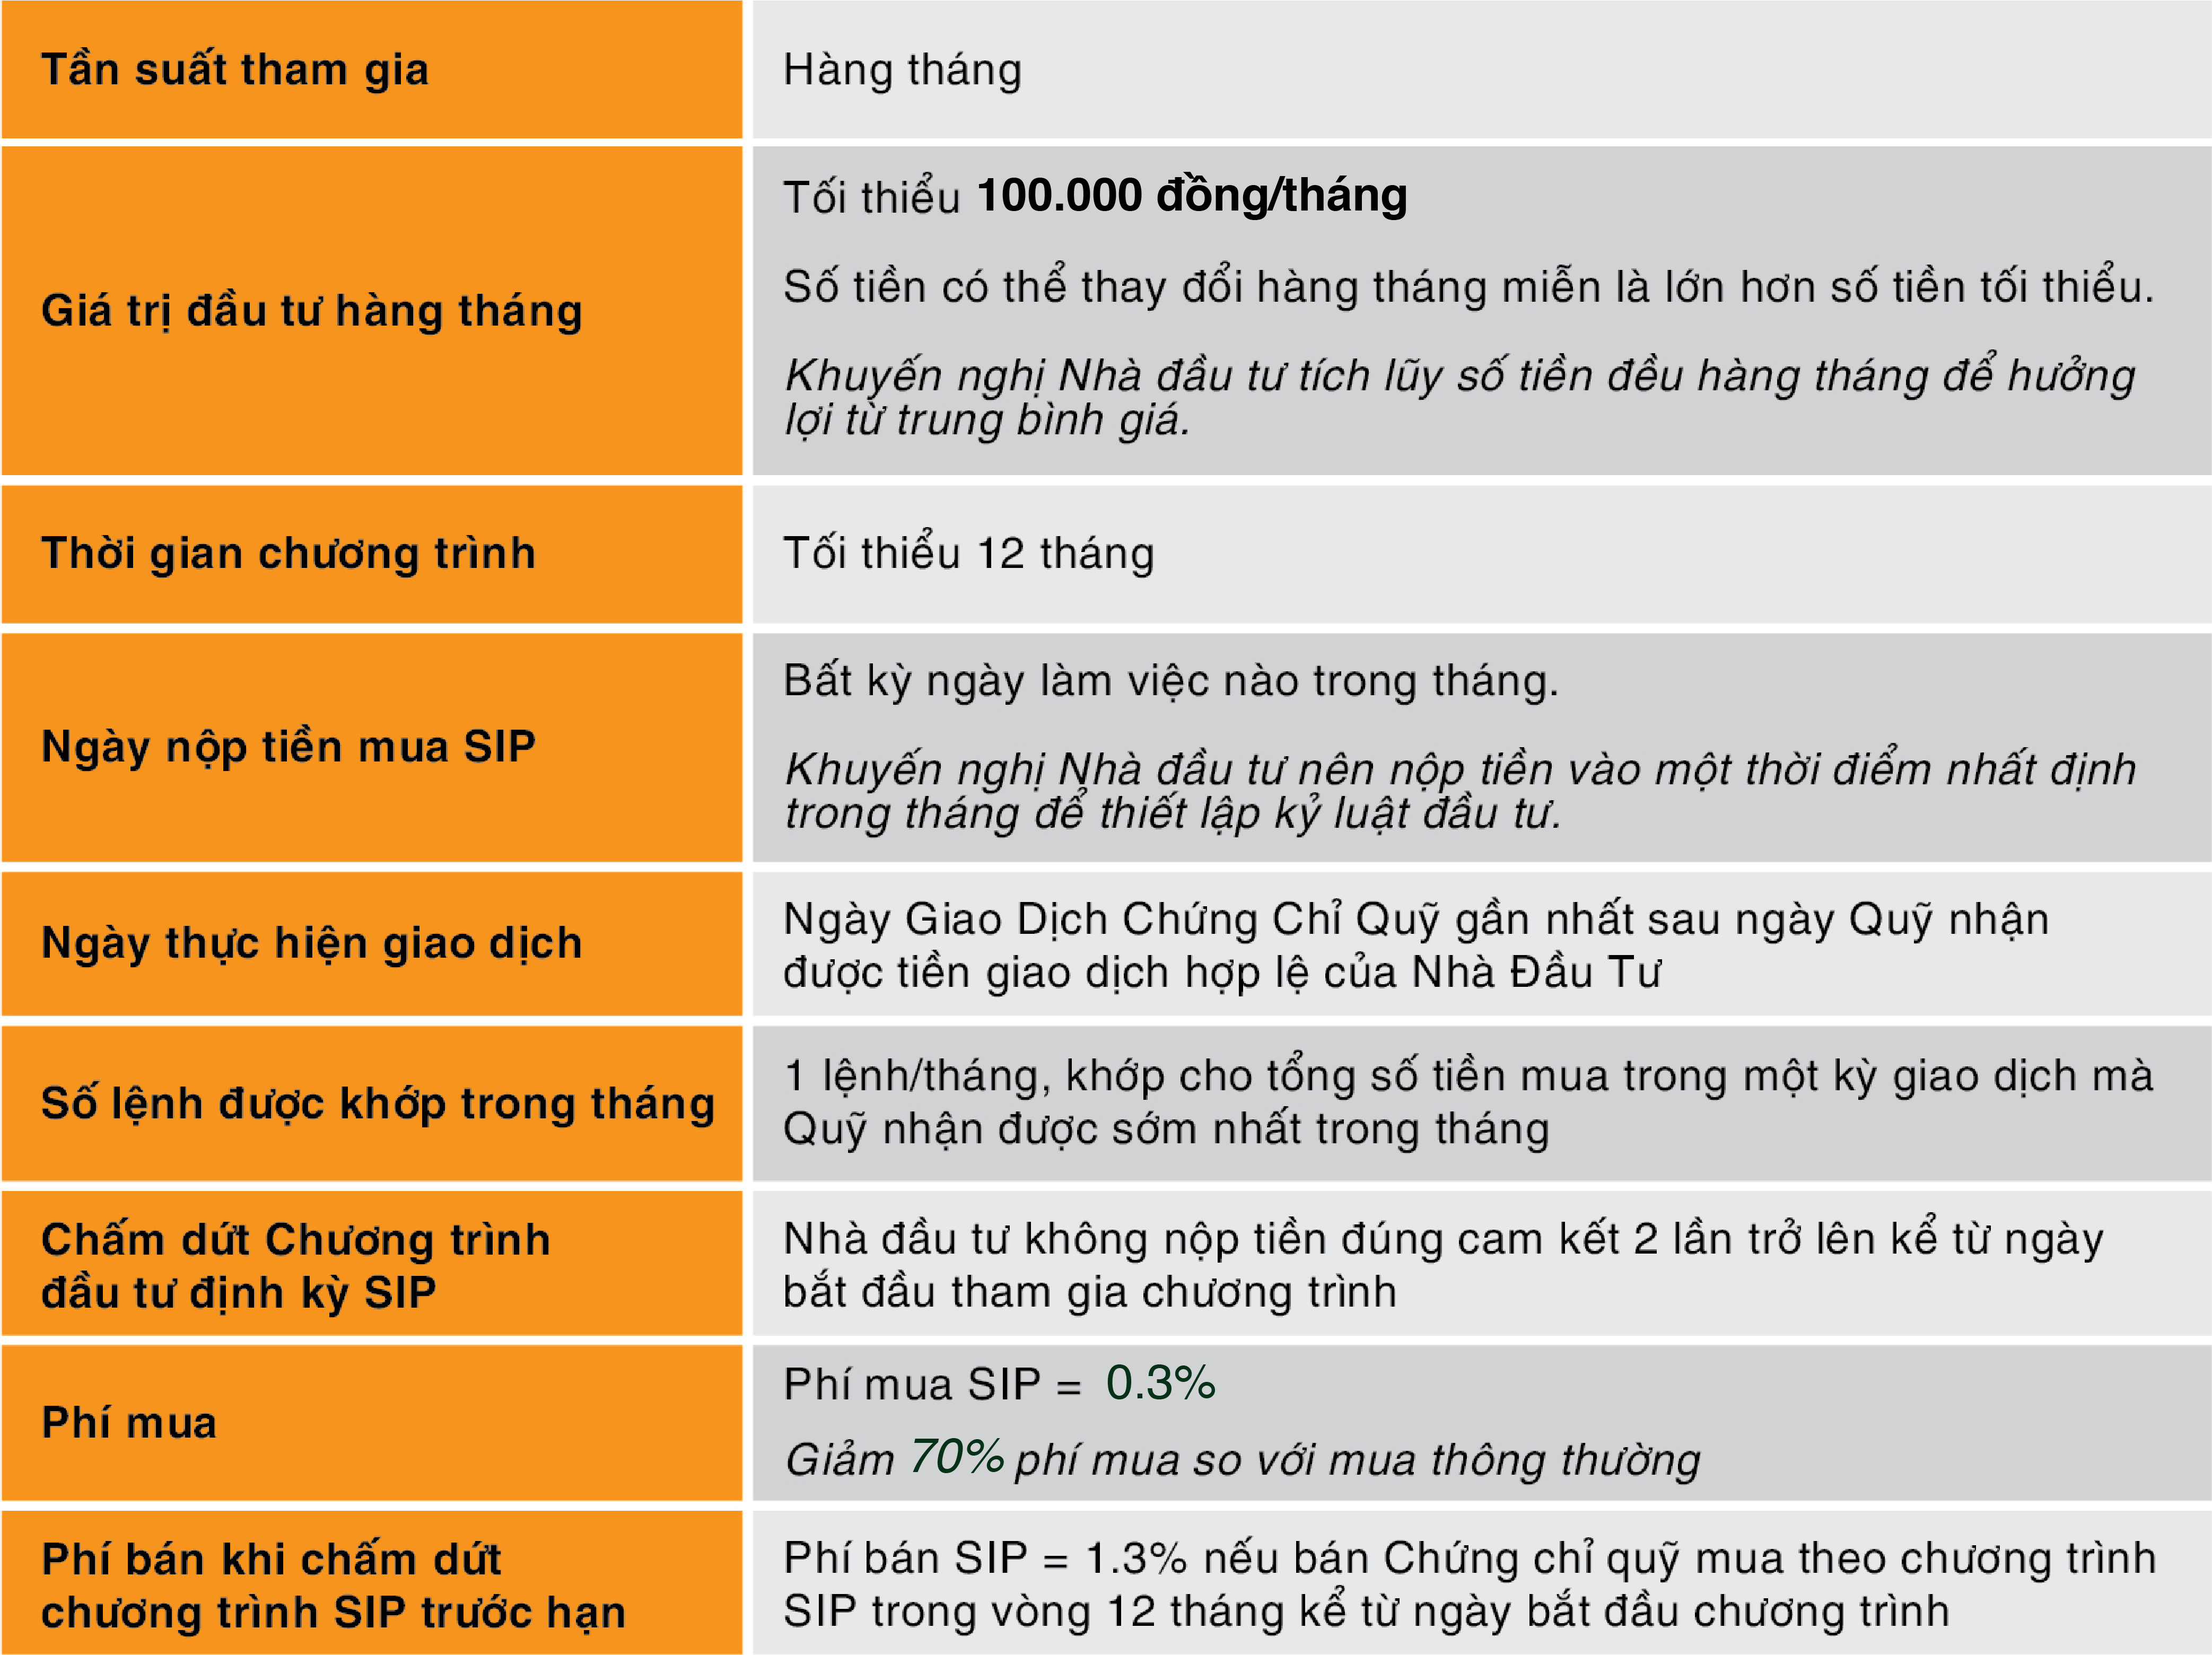 Tần suất tham gia
Hàng tháng
Giá trị đầu tư hàng tháng
Tối thiểu 100.000 đồng/tháng
Số tiền có thể thay đổi hàng tháng miễn là lớn hơn số tiền tối thiểu.
Khuyến nghị Nhà đầu tư tích lũy số tiền đều hàng tháng để hưởng
lợi từ trung bình giá.
Thời gian chương trình
Tối thiểu 12 tháng
Ngày nộp tiền mua SIP
Bất kỳ ngày làm việc nào trong tháng.
Khuyến nghị Nhà đầu tư nên nộp tiền vào một thời điểm nhất định
trong tháng để thiết lập kỷ luật đầu tư.
Ngày thực hiện giao dịch
Ngày Giao Dịch Chứng Chỉ Quỹ gần nhất sau ngày Quỹ nhận
được tiền giao dịch hợp lệ của Nhà Đầu Tư
Số lệnh được khớp trong tháng
1 lệnh/tháng, khớp cho tổng số tiền mua trong một kỳ giao dịch mà
Quỹ nhận được sớm nhất trong tháng
Chấm dứt Chương trình
đầu tư định kỳ SIP
Nhà đầu tư không nộp tiền đúng cam kết 2 lần trở lên kể từ ngày
bắt đầu tham gia chương trình
Phí mua
Phí mua SIP = 0.3%
Giảm 70% phí mua so với mua thông thường
Phí bán khi chấm dứt
chương trình SIP trước hạn
Phí bán SIP = 1.3% nếu bán Chứng chỉ quỹ mua theo chương trình
SIP trong vòng 12 tháng kể từ ngày bắt đầu chương trình